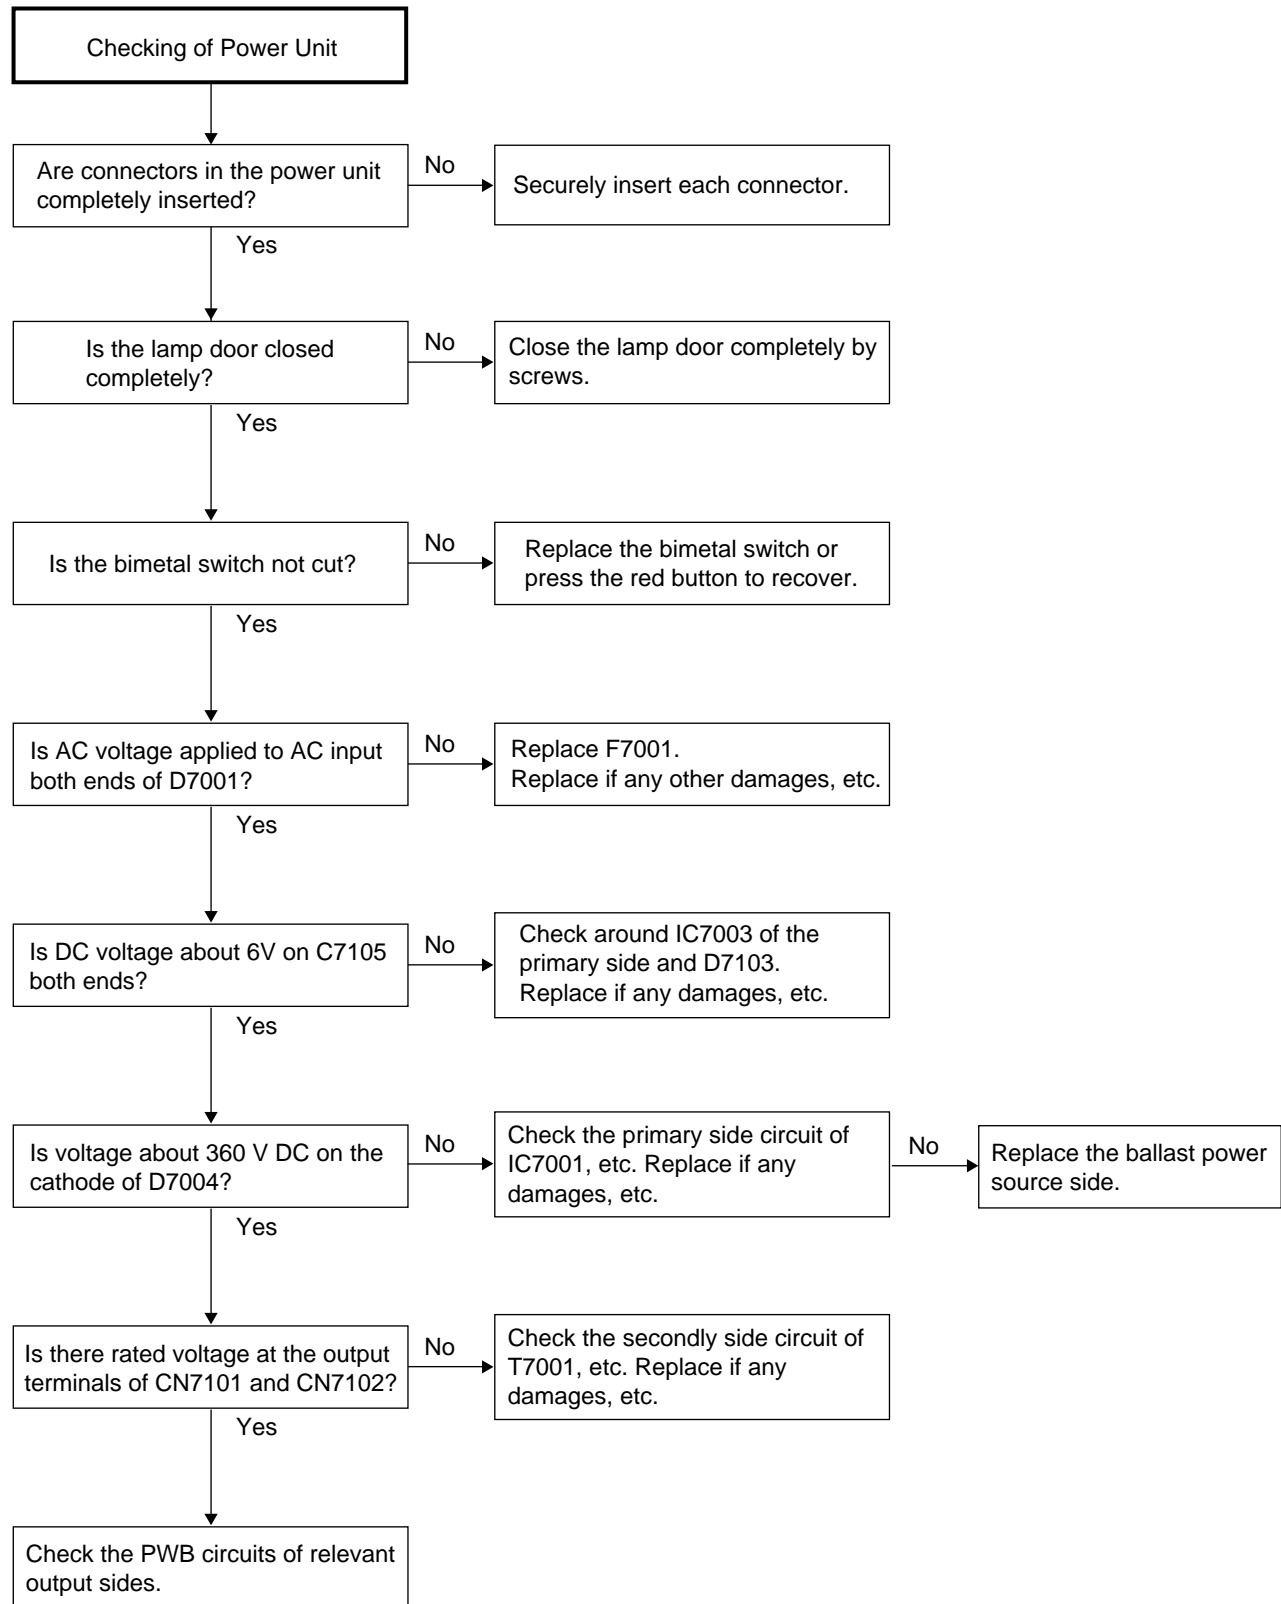 Checking of Power Unit
Are connectors in the power unit
completely inserted?
No
Securely insert each connector.
Yes
Is the lamp door closed
completely?
No
Close the lamp door completely by
screws.
Yes
Is the bimetal switch not cut?
No
Replace the bimetal switch or
press the red button to recover.
Yes
Is AC voltage applied to AC input
both ends of D7001?
No
Replace F7001.
Replace if any other damages, etc.
Yes
Is DC voltage about 6V on C7105
both ends?
No
Check around IC7003 of the
primary side and D7103.
Replace if any damages, etc.
Yes
Is voltage about 360 V DC on the
cathode of D7004?
No
Check the primary side circuit of
IC7001, etc. Replace if any
damages, etc.
No
Replace the ballast power
source side.
Yes
Is there rated voltage at the output
terminals of CN7101 and CN7102?
No
Check the secondly side circuit of
T7001, etc. Replace if any
damages, etc.
Yes
Check the PWB circuits of relevant
output sides.